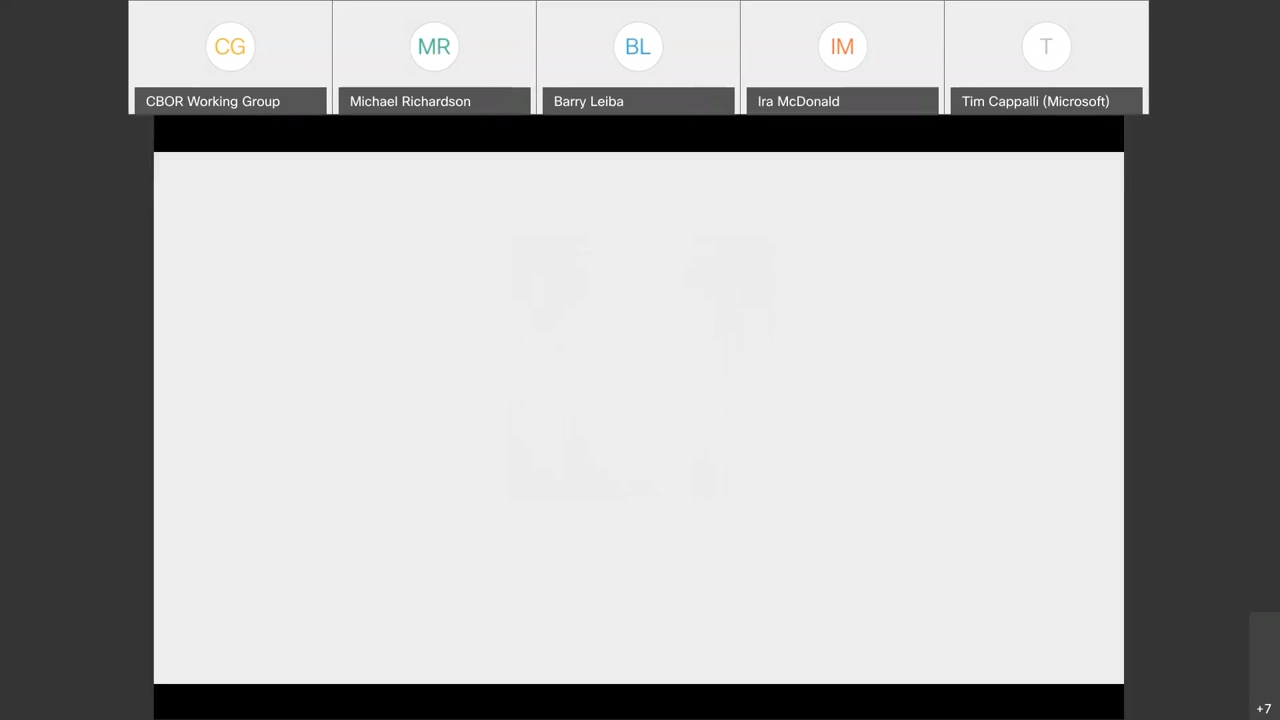 CG
MR
BL
IM
T
CBOR Working Group
Michael Richardson
Barry Leiba
Ira McDonald
Tim Cappalli (Microsoft)
+7